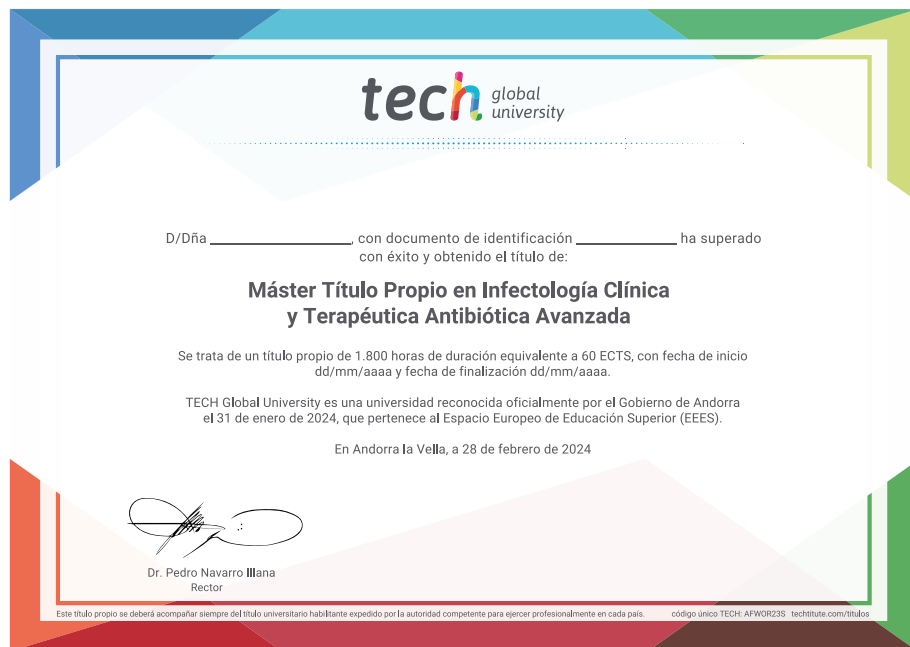 tech global university
D/Dña ____________________, con documento de identificación ______________ ha superado
con éxito y obtenido el título de:
Máster Título Propio en Infectología Clínica
y Terapéutica Antibiótica Avanzada
Se trata de un título propio de 1.800 horas de duración equivalente a 60 ECTS, con fecha de inicio
dd/mm/aaaa y fecha de finalización dd/mm/aaaa.
TECH Global University es una universidad reconocida oficialmente por el Gobierno de Andorra
el 31 de enero de 2024, que pertenece al Espacio Europeo de Educación Superior (EEES).
En Andorra la Vella, a 28 de febrero de 2024
Dr. Pedro Navarro Illana
Rector
Este título propio se deberá acompañar siempre del título universitario habilitante expedido por la autoridad competente para ejercer profesionalmente en cada país. código único TECH: AFWOR23S techtitute.com/titulos